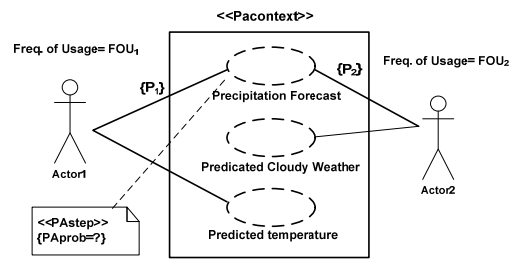 <<Pacontext>>
Freq. of Usage= FOU₁
Freq. of Usage= FOU₂
{P₁}
{P₂}
Precipitation Forecast
Predicated Cloudy Weather
Actor1
Actor2
<<PAstep>>
{PAprob=?}
Predicted temperature